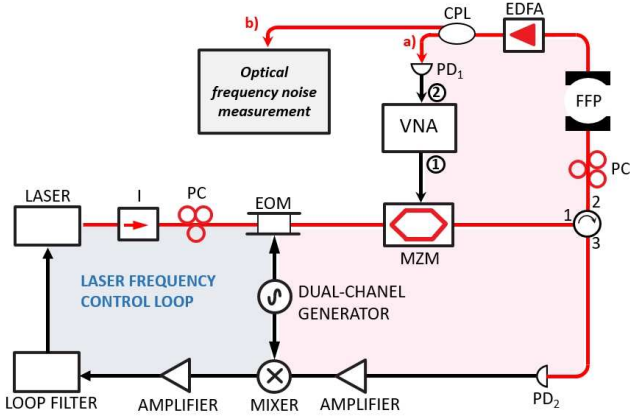 b)
CPL
EDFA
a)
Optical
frequency noise
measurement
PD1
2
FFP
VNA
1
PC
LASER
I
PC
EOM
2
1
3
MZM
LASER FREQUENCY
CONTROL LOOP
DUAL-CHANEL
GENERATOR
LOOP FILTER
AMPLIFIER
MIXER
AMPLIFIER
PD2